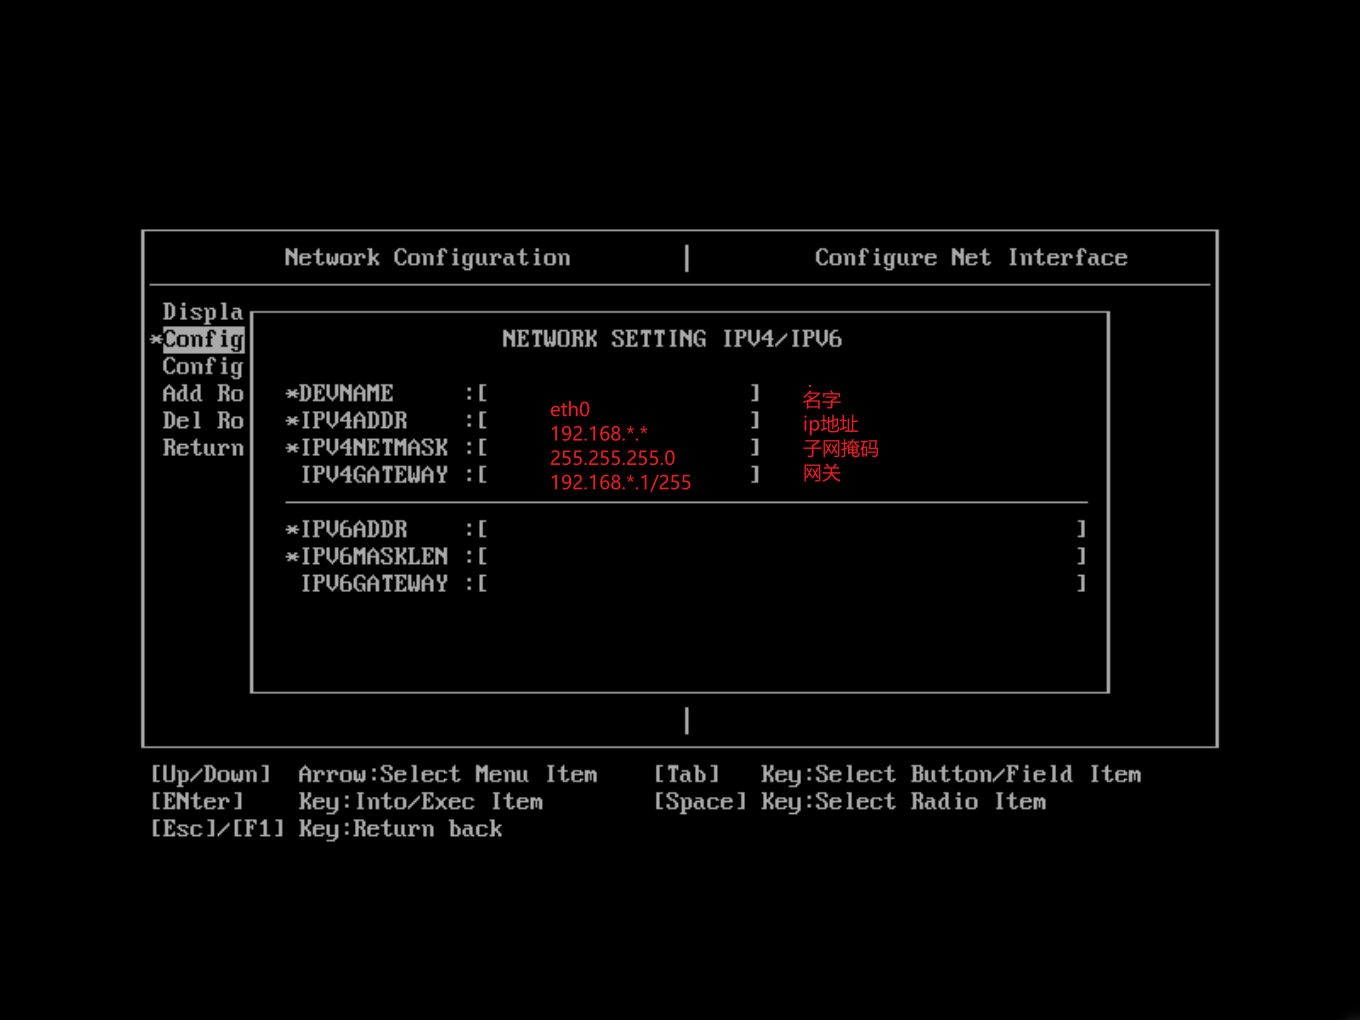 Network Configuration | Configure Net Interface
Displa
*Config
Config
Add Ro
Del Ro
Return
NETWORK SETTING IPV4/IPV6
*DEVNAME :[ eth0 ] 名字
*IPV4ADDR :[ 192.168.*.* ] ip地址
*IPV4NETMASK :[ 255.255.255.0 ] 子网掩码
IPV4GATEWAY :[ 192.168.*.1/255 ] 网关
*IPV6ADDR :[ ]
*IPV6MASKLEN :[ ]
IPV6GATEWAY :[ ]
[Up/Down] Arrow:Select Menu Item [Tab] Key:Select Button/Field Item
[ENter] Key:Into/Exec Item [Space] Key:Select Radio Item
[Esc]/[F1] Key:Return back